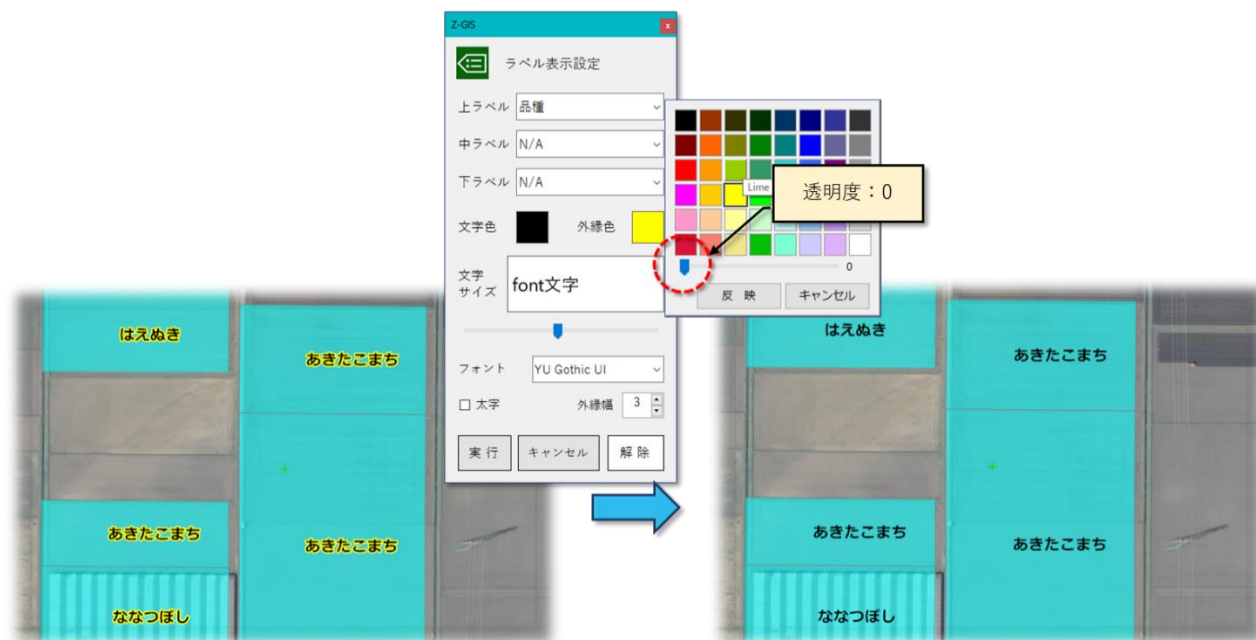 Z-GIS
x
ラベル表示設定
上ラベル 品種
中ラベル N/A
下ラベル N/A
文字色 外縁色
文字
サイズ
font文字
フォント YU Gothic UI
太字 外縁幅 3
実行 キャンセル 解除
Lime
透明度：0
0
反映 キャンセル
はえぬき
あきたこまち
あきたこまち
あきたこまち
ななつぼし
はえぬき
あきたこまち
あきたこまち
あきたこまち
ななつぼし